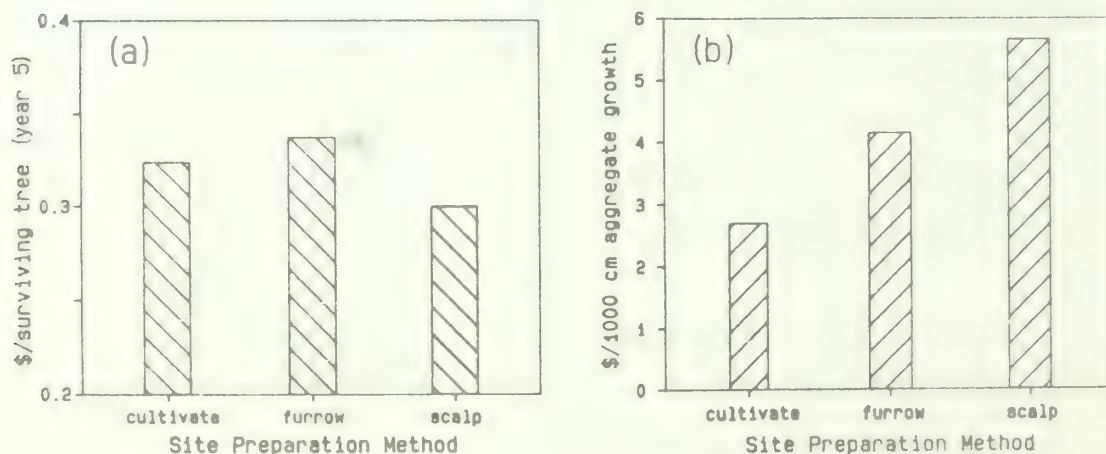 (a)
$/surviving tree (year 5)
0.4
0.3
0.2
cultivate furrow scalp
Site Preparation Method
(b)
$/1000 cm aggregate growth
6
5
4
3
2
1
0
cultivate furrow scalp
Site Preparation Method